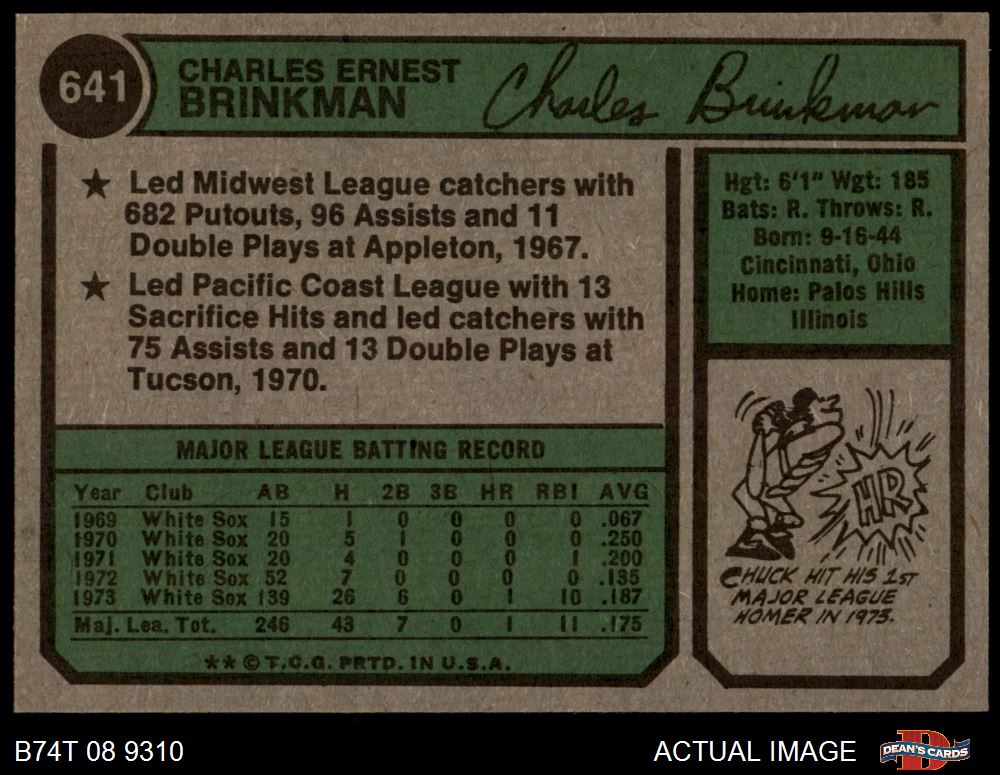 641
CHARLES ERNEST
BRINKMAN
Charles Brinkman
★ Led Midwest League catchers with
682 Putouts, 96 Assists and 11
Double Plays at Appleton, 1967.
★ Led Pacific Coast League with 13
Sacrifice Hits and led catchers with
75 Assists and 13 Double Plays at
Tucson, 1970.
Hgt: 6'1" Wgt: 185
Bats: R. Throws: R.
Born: 9-16-44
Cincinnati, Ohio
Home: Palos Hills
Illinois
MAJOR LEAGUE BATTING RECORD
Year Club AB H 2B 3B HR RBI AVG
1969 White Sox 15 1 0 0 0 0 .067
1970 White Sox 20 5 1 0 0 0 .250
1971 White Sox 20 4 0 0 0 1 .200
1972 White Sox 52 7 0 0 0 0 .135
1973 White Sox 139 26 6 0 1 10 .187
Maj. Lea. Tot. 246 43 7 0 1 11 .175
** © T.C.G. PRTD. IN U.S.A.
HR
CHUCK HIT HIS 1ST
MAJOR LEAGUE
HOMER IN 1973.
B74T 08 9310
ACTUAL IMAGE
D
DEAN'S CARDS